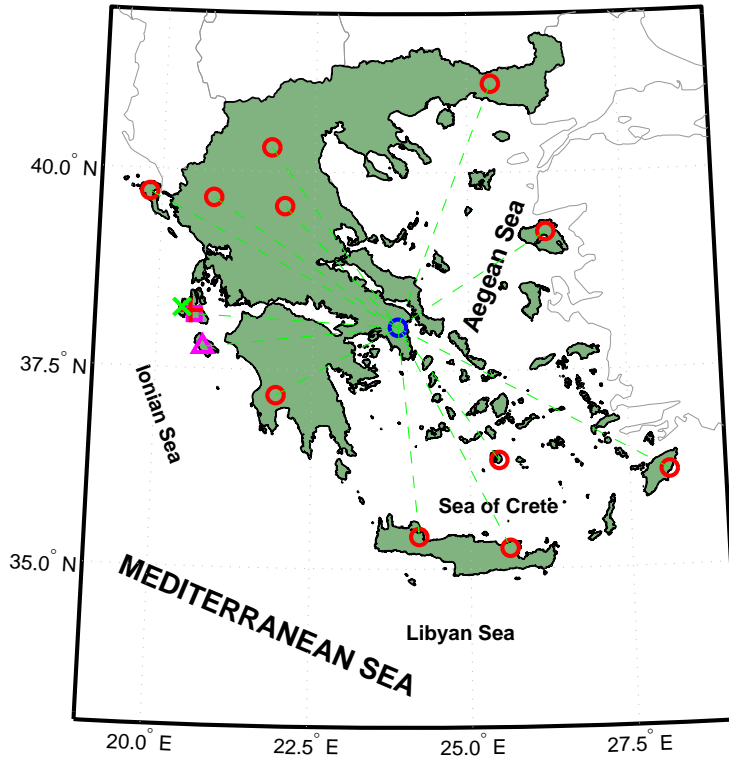 40.0° N
Aegean Sea
37.5° N
Ionian Sea
Sea of Crete
35.0° N
MEDITERRANEAN SEA
Libyan Sea
20.0° E
22.5° E
25.0° E
27.5° E